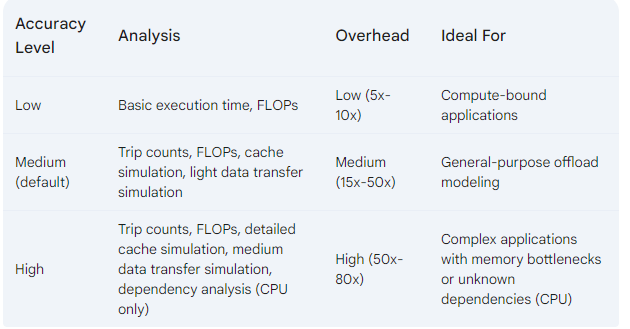 Accuracy Level Analysis Overhead Ideal For
Low Basic execution time, FLOPs Low (5x-10x) Compute-bound applications
Medium (default) Trip counts, FLOPs, cache simulation, light data transfer simulation Medium (15x-50x) General-purpose offload modeling
High Trip counts, FLOPs, detailed cache simulation, medium data transfer simulation, dependency analysis (CPU only) High (50x-80x) Complex applications with memory bottlenecks or unknown dependencies (CPU)